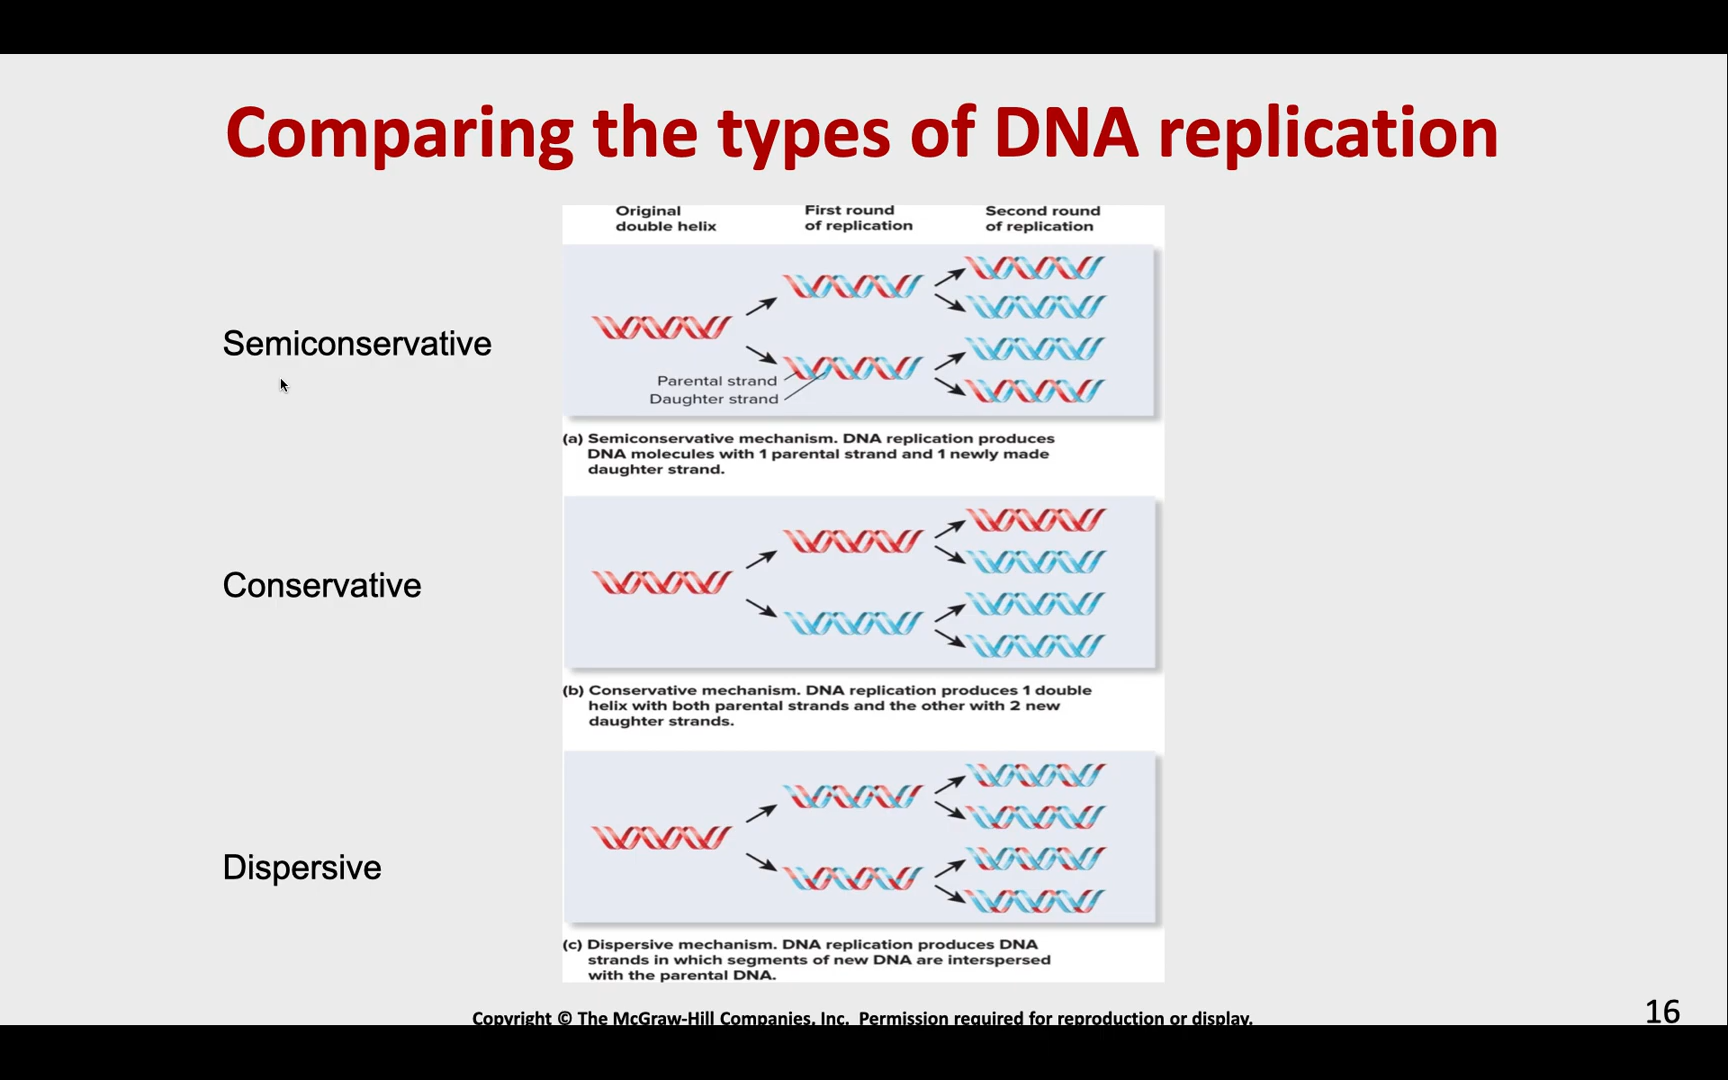 Comparing the types of DNA replication
Original
double helix
First round
of replication
Second round
of replication
Semiconservative
Parental strand
Daughter strand
(a) Semiconservative mechanism. DNA replication produces
DNA molecules with 1 parental strand and 1 newly made
daughter strand.
Conservative
(b) Conservative mechanism. DNA replication produces 1 double
helix with both parental strands and the other with 2 new
daughter strands.
Dispersive
(c) Dispersive mechanism. DNA replication produces DNA
strands in which segments of new DNA are interspersed
with the parental DNA.
Copyright © The McGraw-Hill Companies, Inc. Permission required for reproduction or display.
16